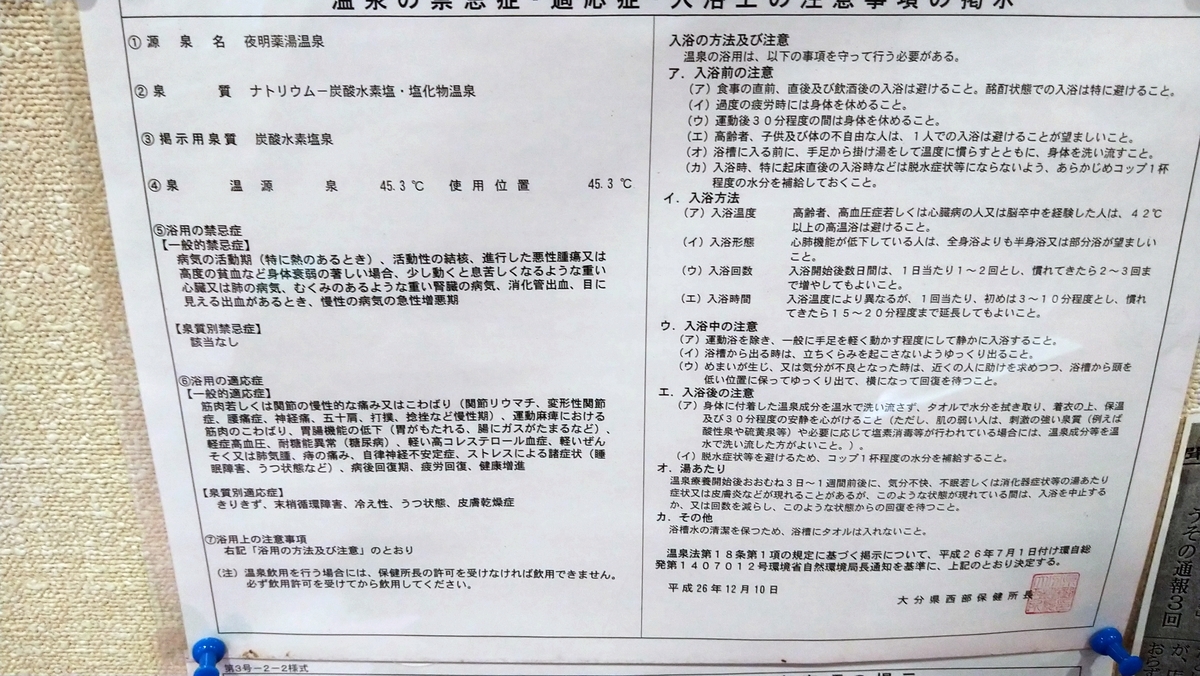 温泉の禁忌症・適応症 入浴上の注意事項の掲示
①源泉名 夜明薬湯温泉
②泉質 ナトリウム－炭酸水素塩・塩化物温泉
③掲示用泉質 炭酸水素塩泉
④泉温 源泉 45.3℃ 使用位置 45.3℃
⑤浴用の禁忌症
【一般的禁忌症】
病気の活動期（特に熱のあるとき）、活動性の結核、進行した悪性腫瘍又は
高度の貧血など身体衰弱の著しい場合、少し動くと息苦しくなるような重い
心臓又は肺の病気、むくみのあるような重い腎臓の病気、消化管出血、目に
見える出血があるとき、慢性の病気の急性増悪期
【泉質別禁忌症】
該当なし
⑥浴用の適応症
【一般的適応症】
筋肉若しくは関節の慢性的な痛み又はこわばり（関節リウマチ、変形性関節
症、腰痛症、神経痛、五十肩、打撲、捻挫など慢性期）、運動麻痺における
筋肉のこわばり、胃腸機能の低下（胃がもたれる、腸にガスがたまるなど）、
軽症高血圧、耐糖能異常（糖尿病）、軽い高コレステロール血症、軽いぜん
そく又は肺気腫、痔の痛み、自律神経不安定症、ストレスによる諸症状（睡
眠障害、うつ状態など）、病後回復期、疲労回復、健康増進
【泉質別適応症】
きりきず、末梢循環障害、冷え性、うつ状態、皮膚乾燥症
⑦浴用上の注意事項
右記「浴用の方法及び注意」のとおり
（注）温泉飲用を行う場合には、保健所長の許可を受けなければ飲用できません。
必ず飲用許可を受けてから飲用してください。
入浴の方法及び注意
温泉の浴用は、以下の事項を守って行う必要がある。
ア．入浴前の注意
（ア）食事の直前、直後及び飲酒後の入浴は避けること。酩酊状態での入浴は特に避けること。
（イ）過度の疲労時には身体を休めること。
（ウ）運動後３０分程度の間は身体を休めること。
（エ）高齢者、子供及び体の不自由な人は、１人での入浴は避けることが望ましいこと。
（オ）浴槽に入る前に、手足から掛け湯をして温度に慣らすとともに、身体を洗い流すこと。
（カ）入浴時、特に起床直後の入浴時などは脱水症状等にならないよう、あらかじめコップ１杯
程度の水分を補給しておくこと。
イ．入浴方法
（ア）入浴温度 高齢者、高血圧症若しくは心臓病の人又は脳卒中を経験した人は、４２℃
以上の高温浴は避けること。
（イ）入浴形態 心肺機能が低下している人は、全身浴よりも半身浴又は部分浴が望ましい
こと。
（ウ）入浴回数 入浴開始後数日間は、１日当たり１～２回とし、慣れてきたら２～３回ま
で増やしてもよいこと。
（エ）入浴時間 入浴温度により異なるが、１回当たり、初めは３～１０分程度とし、慣れ
てきたら１５～２０分程度まで延長してもよいこと。
ウ．入浴中の注意
（ア）運動浴を除き、一般に手足を軽く動かす程度にして静かに入浴すること。
（イ）浴槽から出る時は、立ちくらみを起こさないようゆっくり出ること。
（ウ）めまいが生じ、又は気分が不良となった時は、近くの人に助けを求めつつ、浴槽から頭を
低い位置に保ってゆっくり出て、横になって回復を待つこと。
エ．入浴後の注意
（ア）身体に付着した温泉成分を温水で洗い流さず、タオルで水分を拭き取り、着衣の上、保温
及び３０分程度の安静を心がけること（ただし、肌の弱い人は、刺激の強い泉質（例えば
酸性泉や硫黄泉等）や必要に応じて塩素消毒等が行われている場合には、温泉成分等を温
水で洗い流した方がよいこと。）。
（イ）脱水症状等を避けるため、コップ１杯程度の水分を補給すること。
オ．湯あたり
温泉療養開始後おおむね３日～１週間前後に、気分不快、不眠若しくは消化器症状等の湯あたり
症状又は皮膚炎などが現れることがあるが、このような状態が現れている間は、入浴を中止する
か、又は回数を減らし、このような状態からの回復を待つこと。
カ．その他
浴槽水の清潔を保つため、浴槽にタオルは入れないこと。
温泉法第１８条第１項の規定に基づく掲示について、平成２６年７月１日付け環自総
発第１４０７０１２号環境省自然環境局長通知を基準に、上記のとおり決定する。
平成26年12月10日
大分県西部保健所長
第3号－2－2様式
うその通報３回
が、
おらず